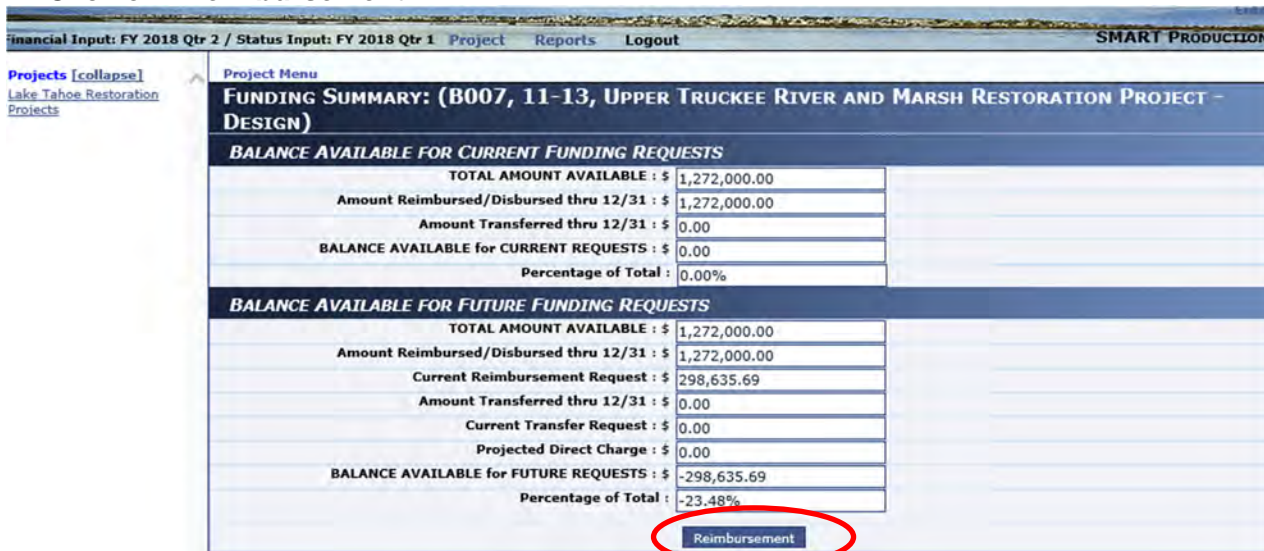 Financial Input: FY 2018 Qtr 2 / Status Input: FY 2018 Qtr 1 Project Reports Logout SMART PRODUCTION
Projects [collapse]
Lake Tahoe Restoration
Projects
Project Menu
FUNDING SUMMARY: (B007, 11-13, UPPER TRUCKEE RIVER AND MARSH RESTORATION PROJECT -
DESIGN)
BALANCE AVAILABLE FOR CURRENT FUNDING REQUESTS
TOTAL AMOUNT AVAILABLE : $ 1,272,000.00
Amount Reimbursed/Disbursed thru 12/31 : $ 1,272,000.00
Amount Transferred thru 12/31 : $ 0.00
BALANCE AVAILABLE for CURRENT REQUESTS : $ 0.00
Percentage of Total : 0.00%
BALANCE AVAILABLE FOR FUTURE FUNDING REQUESTS
TOTAL AMOUNT AVAILABLE : $ 1,272,000.00
Amount Reimbursed/Disbursed thru 12/31 : $ 1,272,000.00
Current Reimbursement Request : $ 298,635.69
Amount Transferred thru 12/31 : $ 0.00
Current Transfer Request : $ 0.00
Projected Direct Charge : $ 0.00
BALANCE AVAILABLE for FUTURE REQUESTS : $ -298,635.69
Percentage of Total : -23.48%
Reimbursement